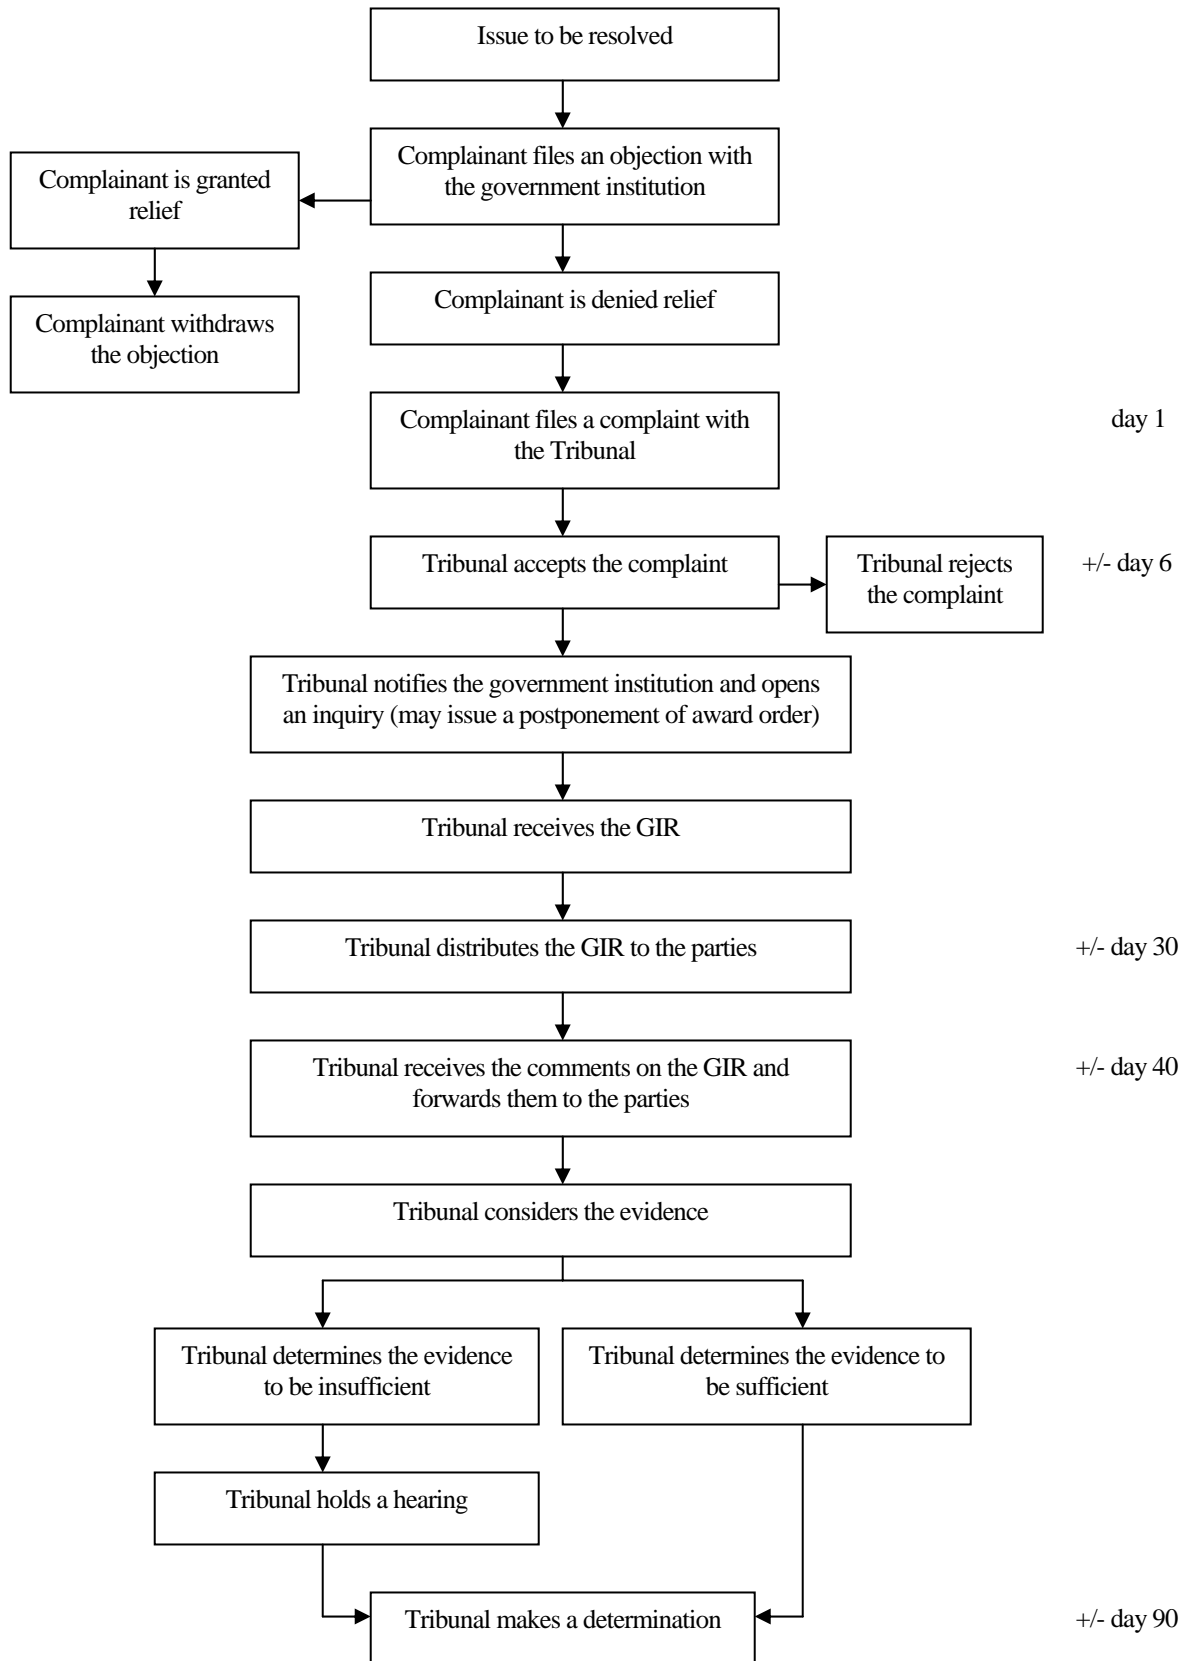 Issue to be resolved
Complainant files an objection with
the government institution
Complainant is granted
relief
Complainant is denied relief
Complainant withdraws
the objection
Complainant files a complaint with
the Tribunal
day 1
Tribunal accepts the complaint
Tribunal rejects
the complaint
+/- day 6
Tribunal notifies the government institution and opens
an inquiry (may issue a postponement of award order)
Tribunal receives the GIR
Tribunal distributes the GIR to the parties
+/- day 30
Tribunal receives the comments on the GIR and
forwards them to the parties
+/- day 40
Tribunal considers the evidence
Tribunal determines the evidence
to be insufficient
Tribunal determines the evidence to
be sufficient
Tribunal holds a hearing
Tribunal makes a determination
+/- day 90